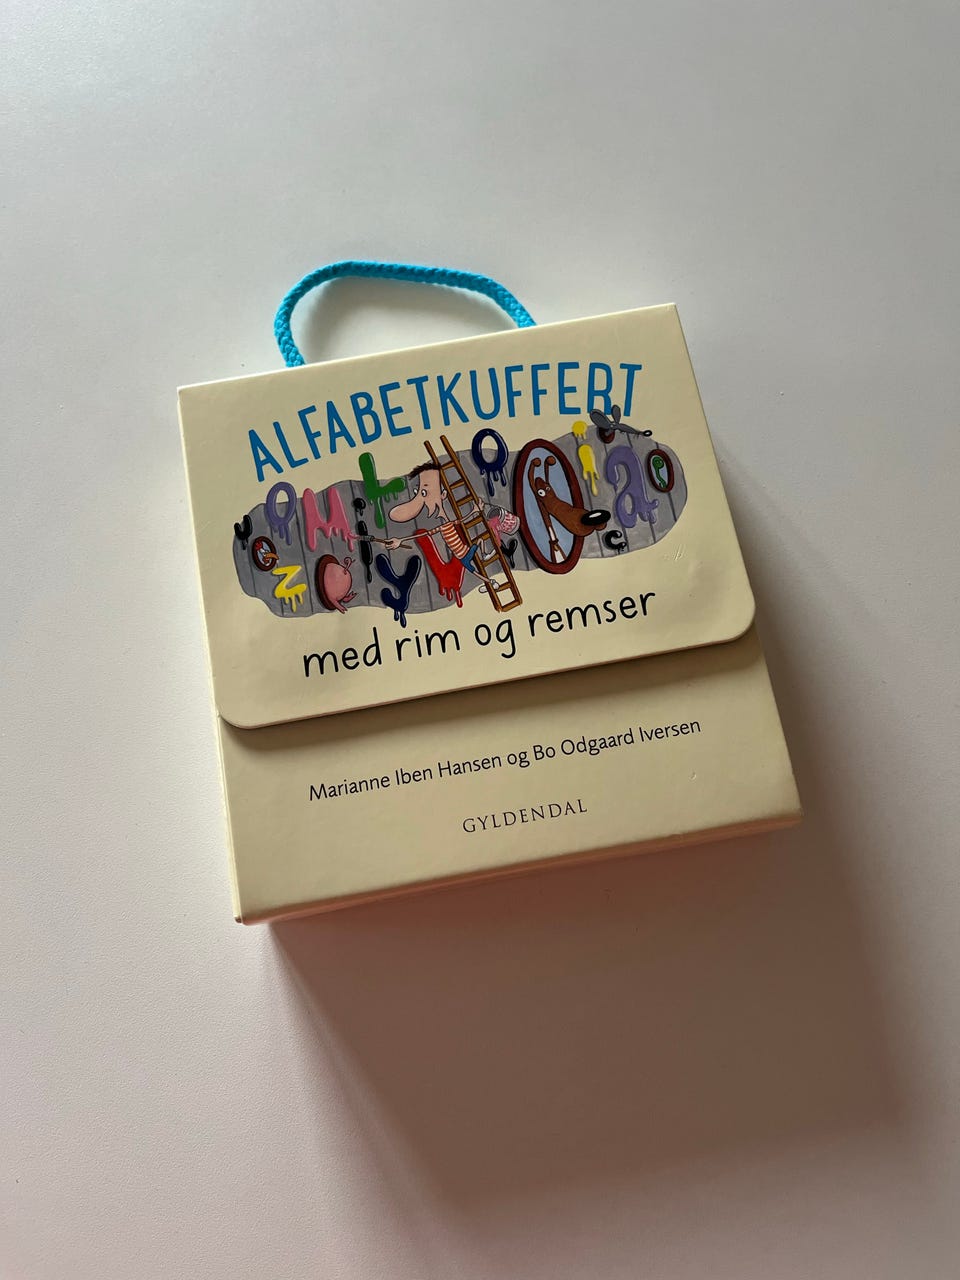 ALFABETKUFFERT
med rim og remser
Marianne Iben Hansen og Bo Odgaard Iversen
GYLDENDAL